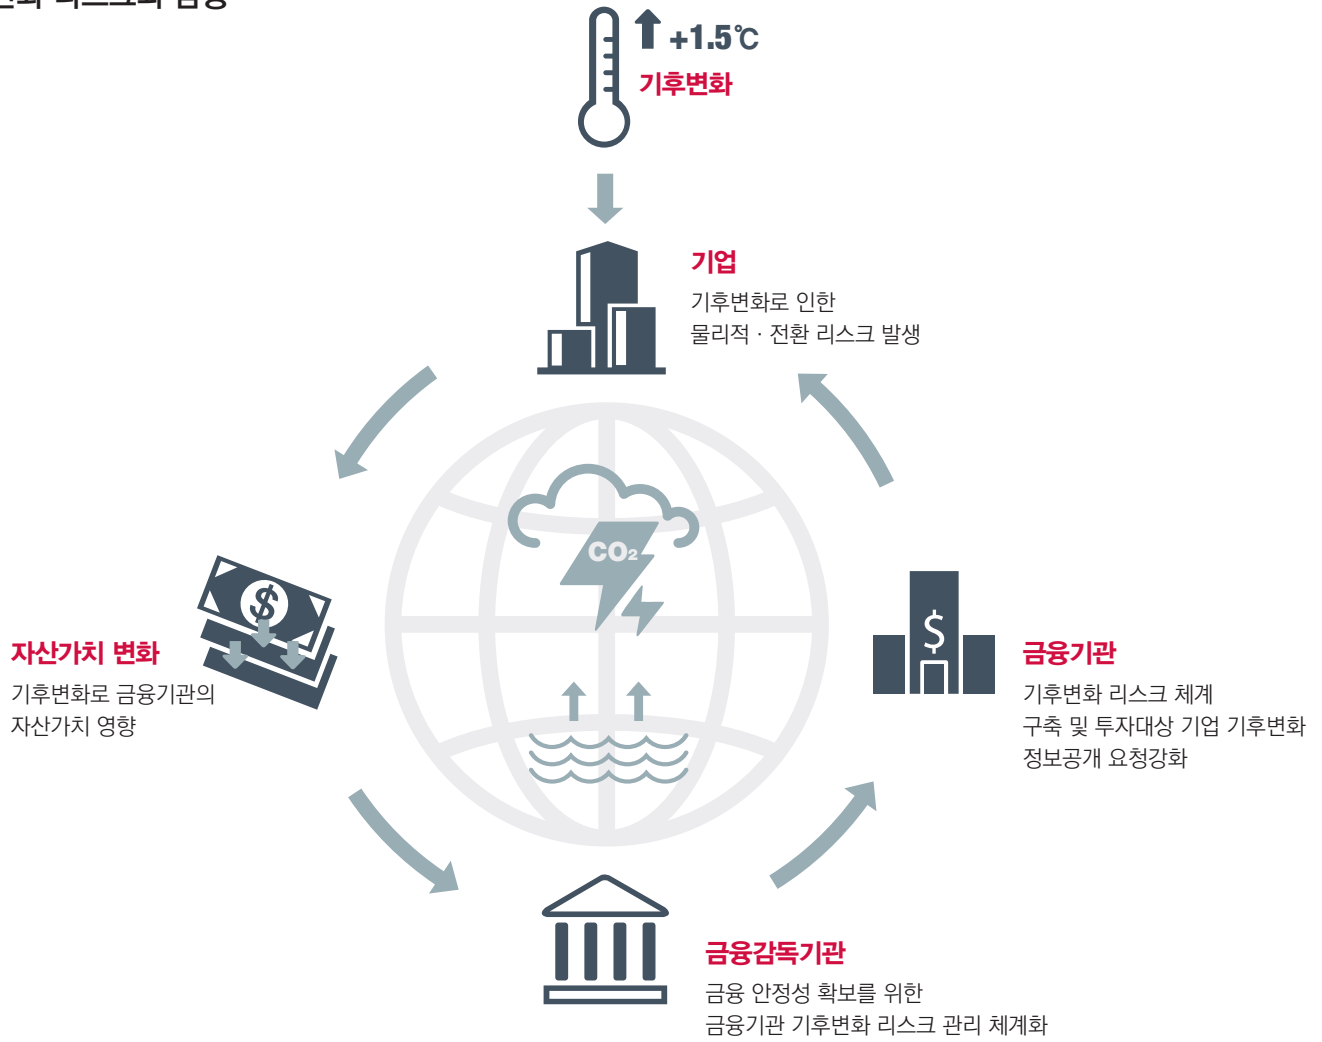 +1.5℃
기후변화
기업
기후변화로 인한
물리적 · 전환 리스크 발생
CO₂
$
자산가치 변화
기후변화로 금융기관의
자산가치 영향
$
금융기관
기후변화 리스크 체계
구축 및 투자대상 기업 기후변화
정보공개 요청강화
금융감독기관
금융 안정성 확보를 위한
금융기관 기후변화 리스크 관리 체계화